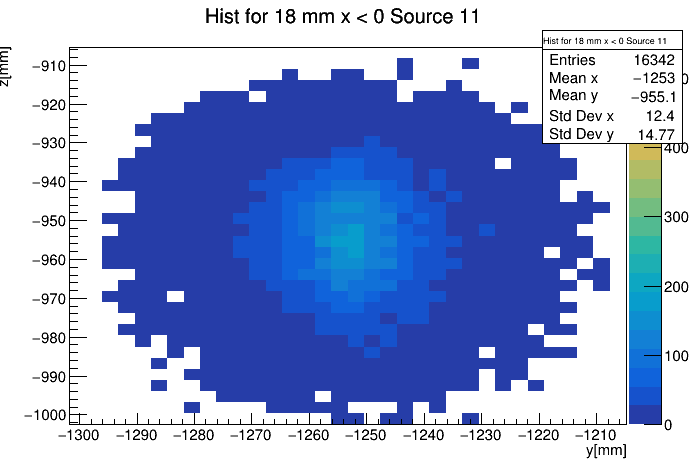 Hist for 18 mm x < 0 Source 11
Hist for 18 mm x < 0 Source 11
Entries 16342
Mean x −1253
Mean y −955.1
Std Dev x 12.4
Std Dev y 14.77
z[mm]
−910
−920
−930
−940
−950
−960
−970
−980
−990
−1000
−1300 −1290 −1280 −1270 −1260 −1250 −1240 −1230 −1220 −1210
y[mm]
400
300
200
100
0